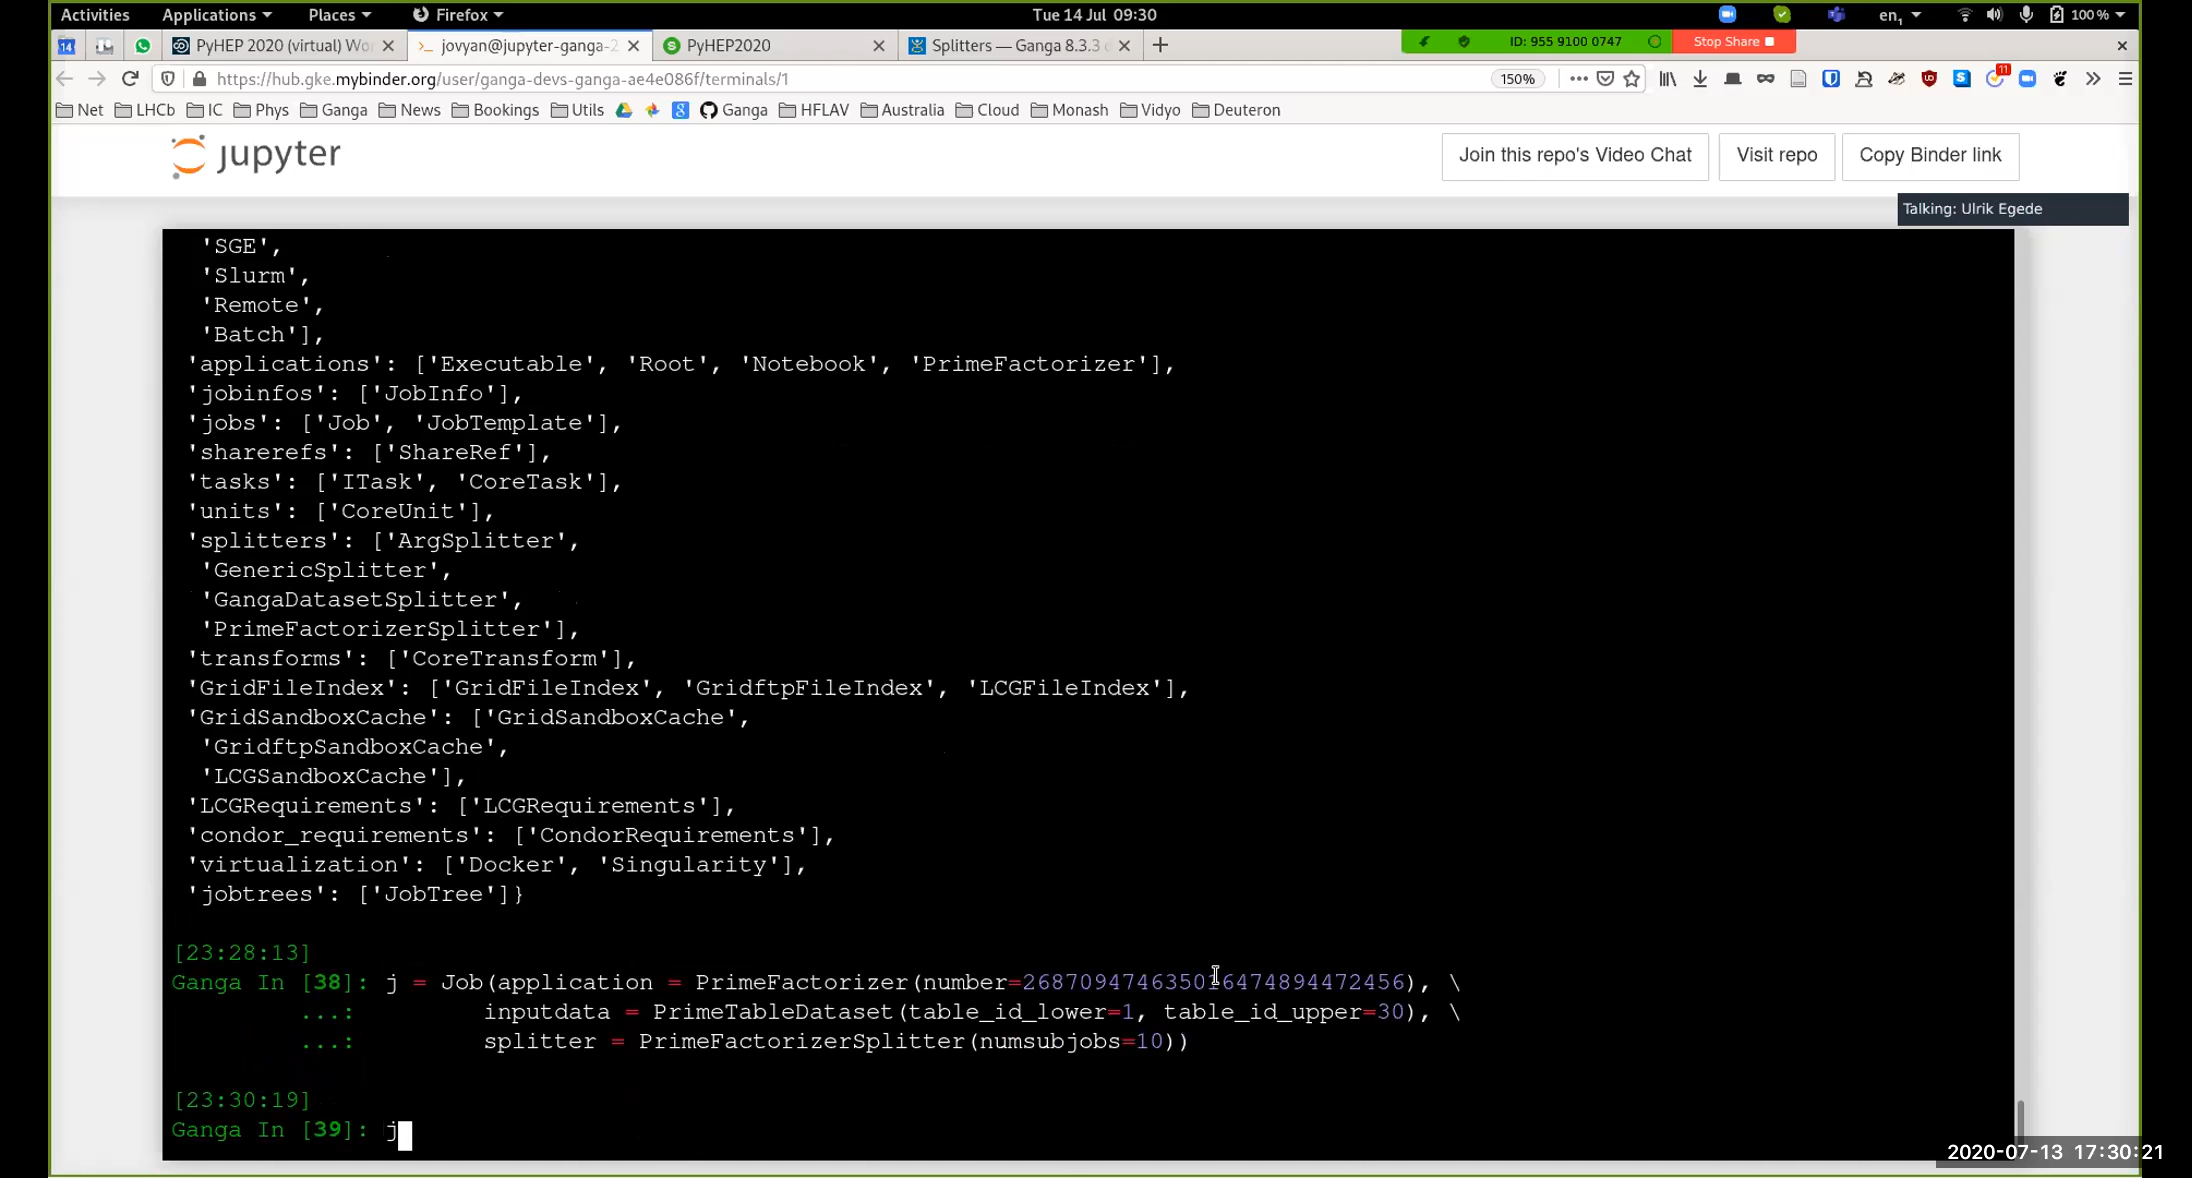 Activities Applications Places Firefox Tue 14 Jul 09:30 en1 100 %
14 PyHEP 2020 (virtual) Wo jovyan@jupyter-ganga-2 PyHEP2020 Splitters — Ganga 8.3.3 d ID: 955 9100 0747 Stop Share
https://hub.gke.mybinder.org/user/ganga-devs-ganga-ae4e086f/terminals/1 150% 11
Net LHCb IC Phys Ganga News Bookings Utils Ganga HFLAV Australia Cloud Monash Vidyo Deuteron
jupyter Join this repo's Video Chat Visit repo Copy Binder link
Talking: Ulrik Egede
'SGE',
'Slurm',
'Remote',
'Batch'],
'applications': ['Executable', 'Root', 'Notebook', 'PrimeFactorizer'],
'jobinfos': ['JobInfo'],
'jobs': ['Job', 'JobTemplate'],
'sharerefs': ['ShareRef'],
'tasks': ['ITask', 'CoreTask'],
'units': ['CoreUnit'],
'splitters': ['ArgSplitter',
'GenericSplitter',
'GangaDatasetSplitter',
'PrimeFactorizerSplitter'],
'transforms': ['CoreTransform'],
'GridFileIndex': ['GridFileIndex', 'GridftpFileIndex', 'LCGFileIndex'],
'GridSandboxCache': ['GridSandboxCache',
'GridftpSandboxCache',
'LCGSandboxCache'],
'LCGRequirements': ['LCGRequirements'],
'condor_requirements': ['CondorRequirements'],
'virtualization': ['Docker', 'Singularity'],
'jobtrees': ['JobTree']}
[23:28:13]
Ganga In [38]: j = Job(application = PrimeFactorizer(number=268709474635016474894472456), \
...: inputdata = PrimeTableDataset(table_id_lower=1, table_id_upper=30), \
...: splitter = PrimeFactorizerSplitter(numsubjobs=10))
[23:30:19]
Ganga In [39]: j
2020-07-13 17:30:21